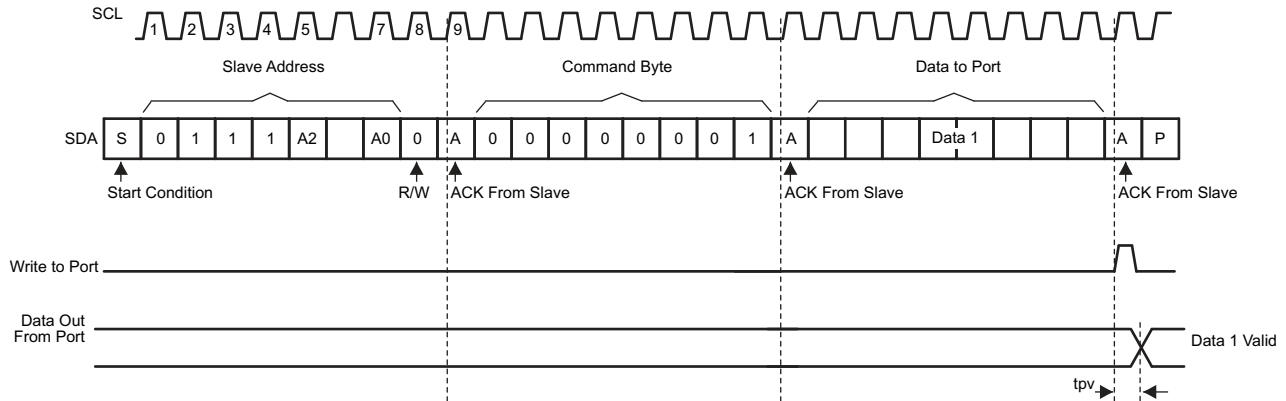 SCL 1 2 3 4 5 7 8 9
Slave Address Command Byte Data to Port
SDA S 0 1 1 1 A2 A0 0 A 0 0 0 0 0 0 0 1 A Data 1 A P
Start Condition R/W ACK From Slave ACK From Slave ACK From Slave
Write to Port
Data Out
From Port
Data 1 Valid
tpv